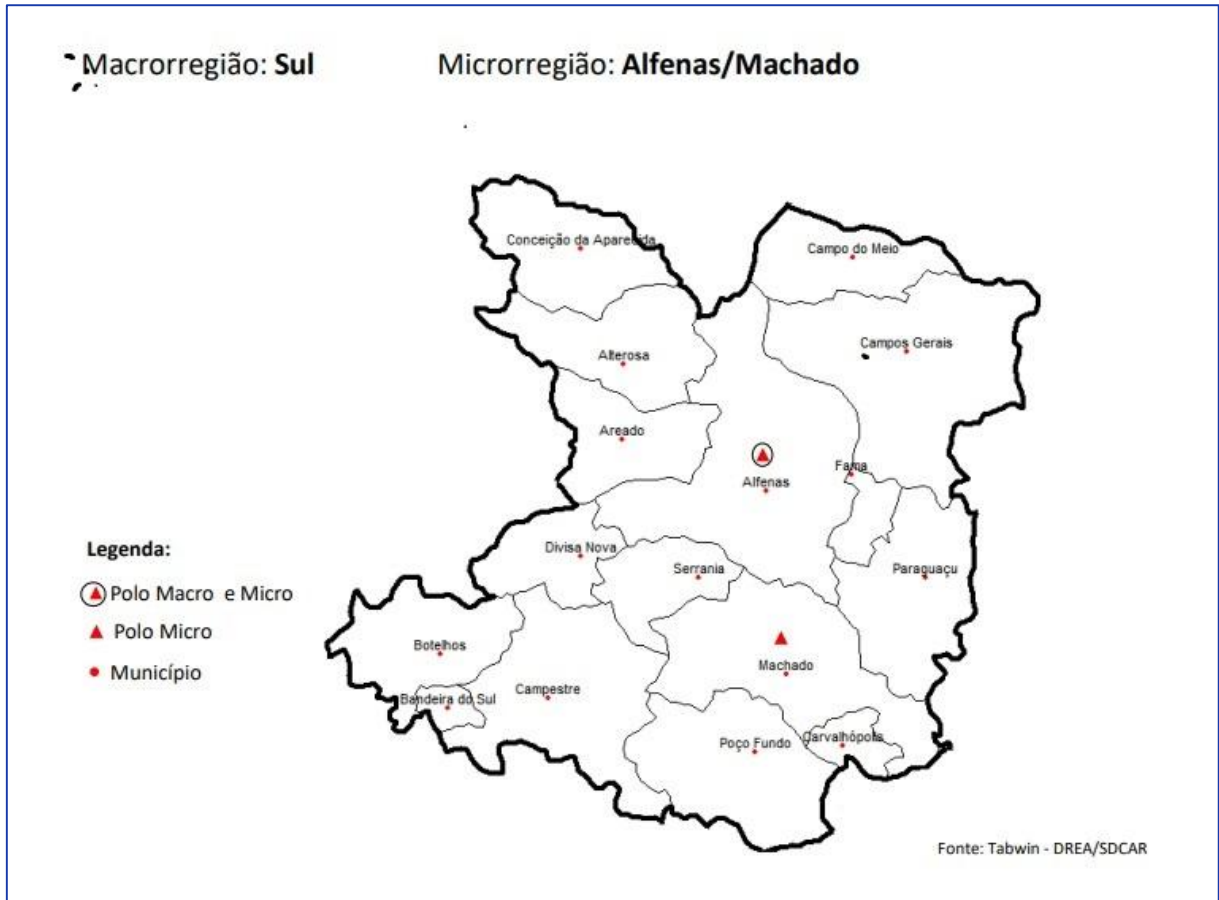 Macrorregião: Sul Microrregião: Alfenas/Machado
Conceição da Aparecida
Campo do Meio
Campos Gerais
Alterosa
Areado
Fama
Alfenas
Divisa Nova
Serrania
Paraguaçu
Botelhos
Machado
Bandeira do Sul
Campestre
Poço Fundo
Carvalhópolis
Legenda:
Polo Macro e Micro
Polo Micro
Município
Fonte: Tabwin - DREA/SDCAR